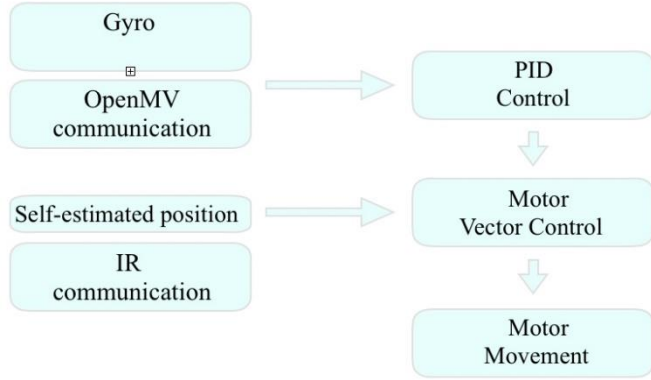 Gyro
OpenMV
communication
PID
Control
Self-estimated position
IR
communication
Motor
Vector Control
Motor
Movement